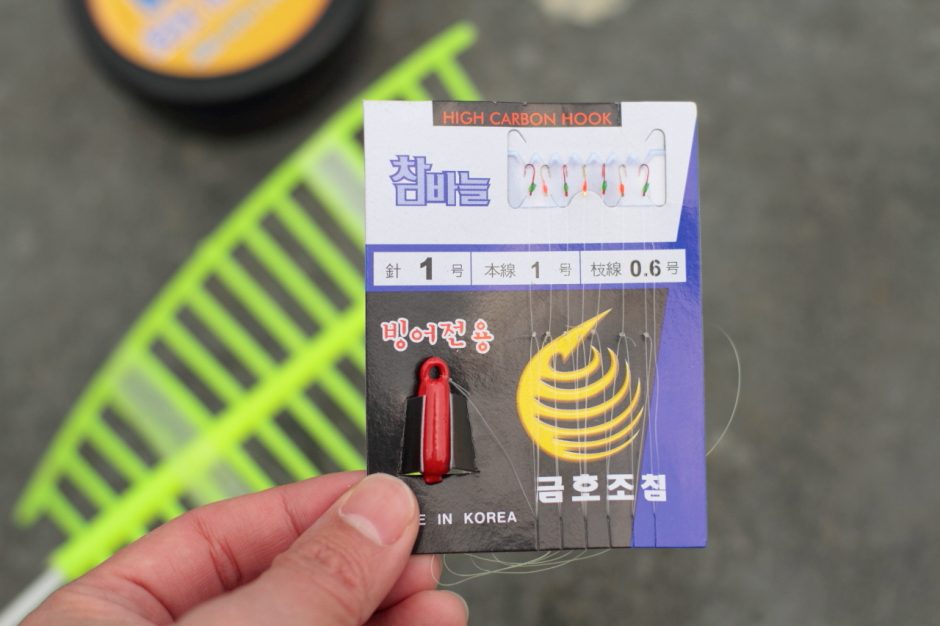 HIGH CARBON HOOK
참바늘
針 1 号 本線 1 号 枝線 0.6 号
빙어전용
금호조침
E IN KOREA